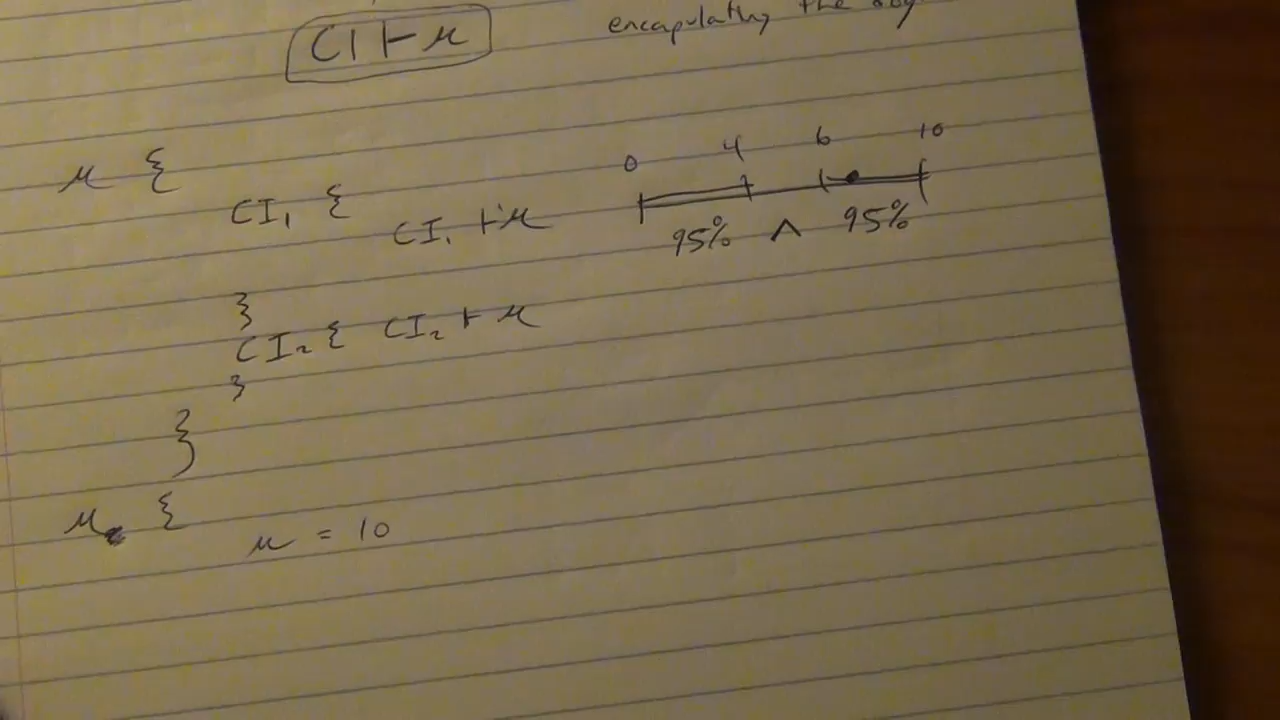 CI ⊢ μ
encapulating the
μ {
CI₁ {
CI₁ ⊢ μ
0 4 6 10
95% ∧ 95%
}
CI₂ { CI₂ ⊢ μ
}
}
μ {
μ = 10